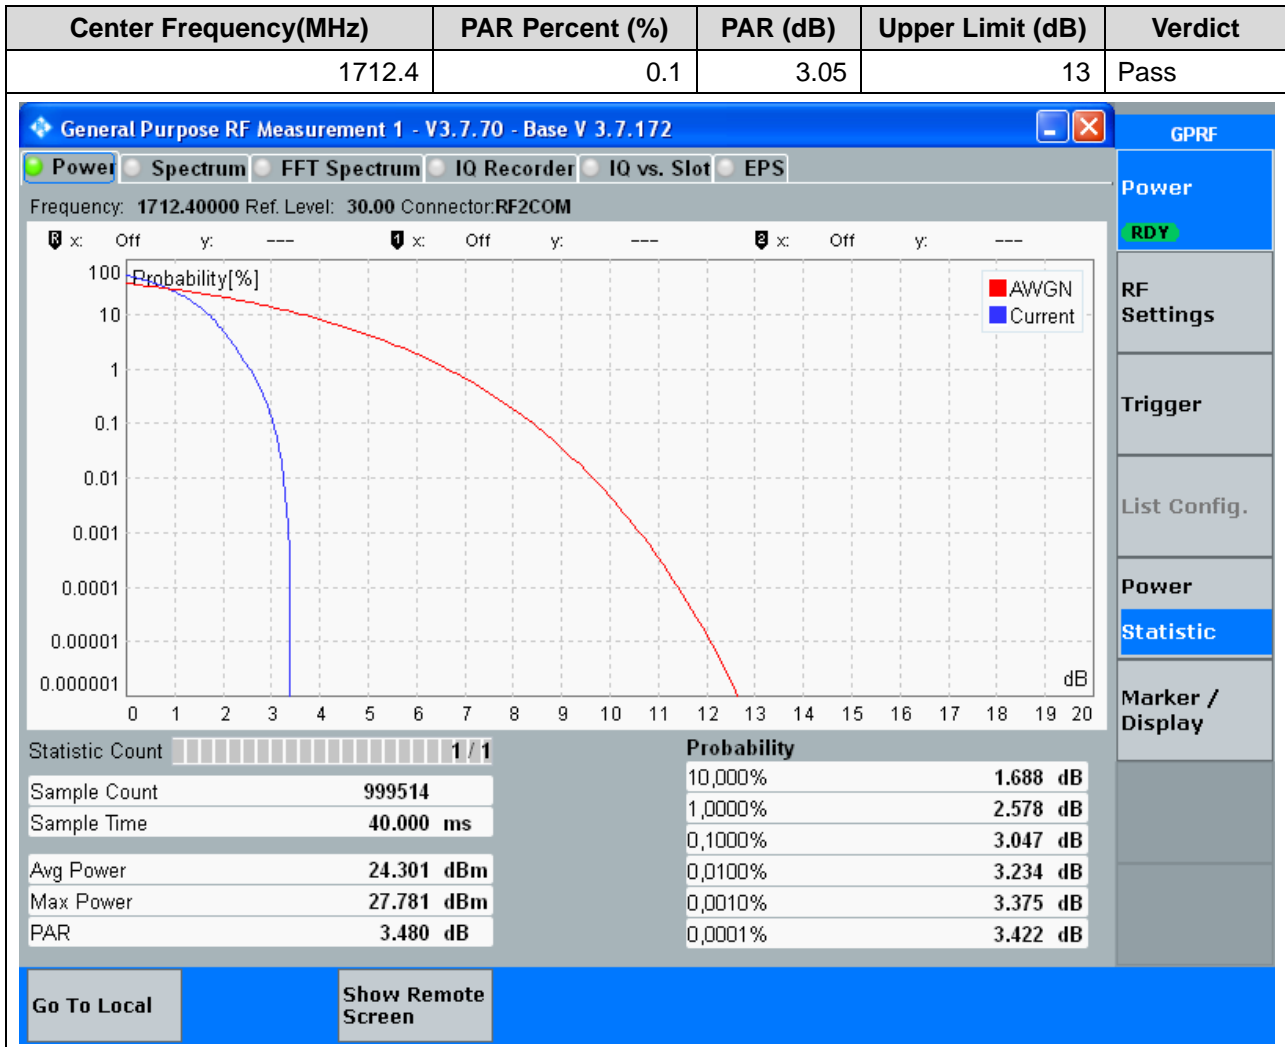 Center Frequency(MHz) PAR Percent (%) PAR (dB) Upper Limit (dB) Verdict
1712.4 0.1 3.05 13 Pass
General Purpose RF Measurement 1 - V3.7.70 - Base V 3.7.172
GPRF
Power Spectrum FFT Spectrum IQ Recorder IQ vs. Slot EPS
Power
RDY
Frequency: 1712.40000 Ref. Level: 30.00 Connector:RF2COM
R x: Off y: --- 1 x: Off y: --- 2 x: Off y: ---
Probability[%]
AWGN
Current
100
10
1
0.1
0.01
0.001
0.0001
0.00001
0.000001
dB
0 1 2 3 4 5 6 7 8 9 10 11 12 13 14 15 16 17 18 19 20
RF
Settings
Trigger
List Config.
Power
Statistic
Marker /
Display
Statistic Count 1 / 1
Sample Count 999514
Sample Time 40.000 ms
Avg Power 24.301 dBm
Max Power 27.781 dBm
PAR 3.480 dB
Probability
10,000% 1.688 dB
1,0000% 2.578 dB
0,1000% 3.047 dB
0,0100% 3.234 dB
0,0010% 3.375 dB
0,0001% 3.422 dB
Go To Local
Show Remote
Screen